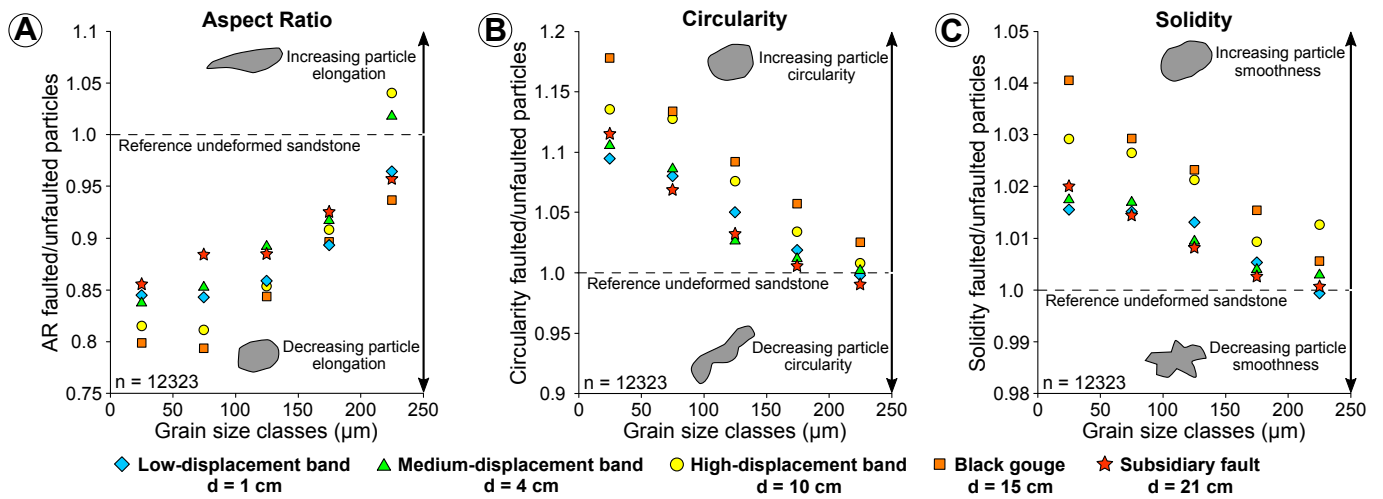 A
Aspect Ratio
AR faulted/unfaulted particles
1.1
1.05
1.0
0.95
0.9
0.85
0.8
0.75
Increasing particle
elongation
Reference undeformed sandstone
Decreasing particle
elongation
n = 12323
0 50 100 150 200 250
Grain size classes (µm)
B
Circularity
Circularity faulted/unfaulted particles
1.2
1.15
1.1
1.05
1.0
0.95
0.9
Increasing particle
circularity
Reference undeformed sandstone
Decreasing particle
circularity
n = 12323
0 50 100 150 200 250
Grain size classes (µm)
C
Solidity
Solidity faulted/unfaulted particles
1.05
1.04
1.03
1.02
1.01
1.0
0.99
0.98
Increasing particle
smoothness
Reference undeformed sandstone
Decreasing particle
smoothness
n = 12323
0 50 100 150 200 250
Grain size classes (µm)
Low-displacement band
d = 1 cm
Medium-displacement band
d = 4 cm
High-displacement band
d = 10 cm
Black gouge
d = 15 cm
Subsidiary fault
d = 21 cm